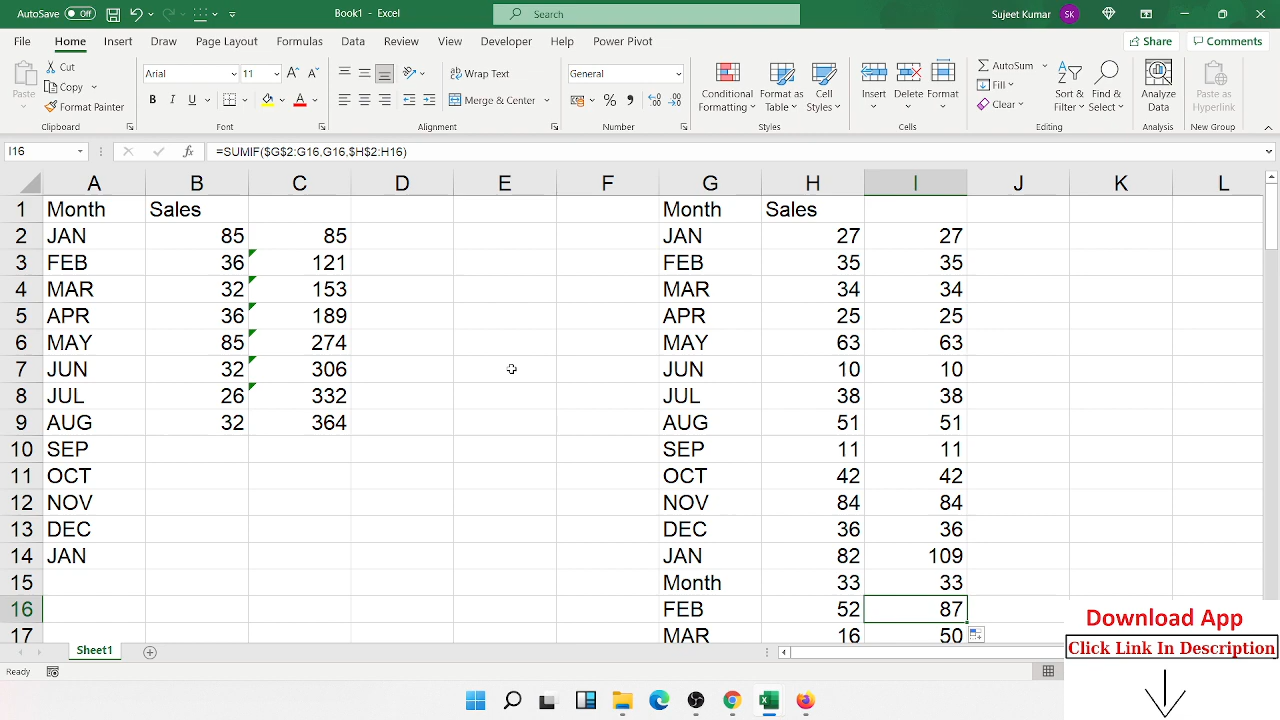 AutoSave Off Book1 - Excel Search Sujeet Kumar SK
File Home Insert Draw Page Layout Formulas Data Review View Developer Help Power Pivot Share Comments
Paste Cut Copy Format Painter Clipboard
Arial 11 B I U A Font
Wrap Text Merge & Center Alignment
General % Number
Conditional Formatting Format as Table Cell Styles Styles
Insert Delete Format Cells
AutoSum Fill Clear Sort & Filter Find & Select Editing
Analyze Data Analysis
Paste as Hyperlink New Group
I16 fx =SUMIF($G$2:G16,G16,$H$2:H16)
A B C D E F G H I J K L
1 Month Sales Month Sales
2 JAN 85 85 JAN 27 27
3 FEB 36 121 FEB 35 35
4 MAR 32 153 MAR 34 34
5 APR 36 189 APR 25 25
6 MAY 85 274 MAY 63 63
7 JUN 32 306 JUN 10 10
8 JUL 26 332 JUL 38 38
9 AUG 32 364 AUG 51 51
10 SEP SEP 11 11
11 OCT OCT 42 42
12 NOV NOV 84 84
13 DEC DEC 36 36
14 JAN JAN 82 109
15 Month 33 33
16 FEB 52 87
17 MAR 16 50
Sheet1
Ready
Download App
Click Link In Description